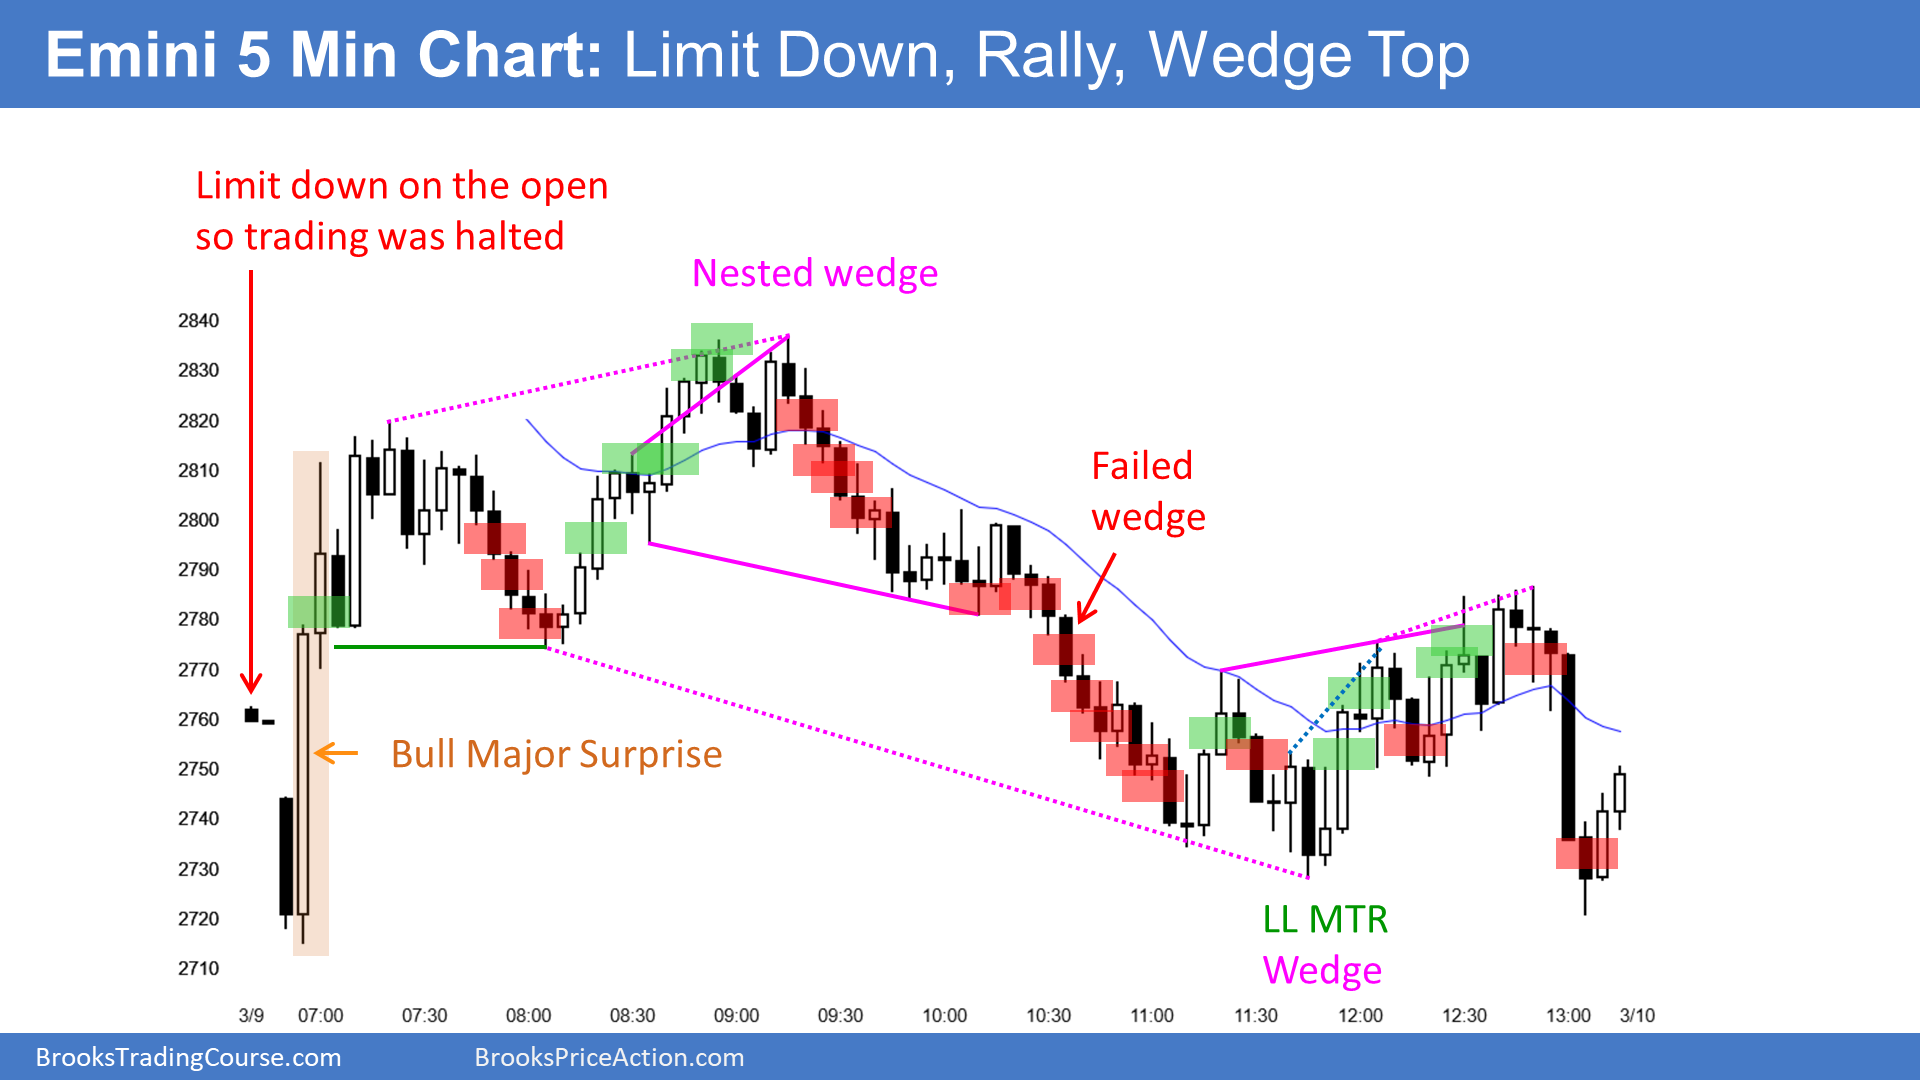 Emini 5 Min Chart: Limit Down, Rally, Wedge Top
Limit down on the open
so trading was halted
Nested wedge
Failed
wedge
Bull Major Surprise
LL MTR
Wedge
2840
2830
2820
2810
2800
2790
2780
2770
2760
2750
2740
2730
2720
2710
3/9 07:00 07:30 08:00 08:30 09:00 09:30 10:00 10:30 11:00 11:30 12:00 12:30 13:00 3/10
BrooksTradingCourse.com BrooksPriceAction.com